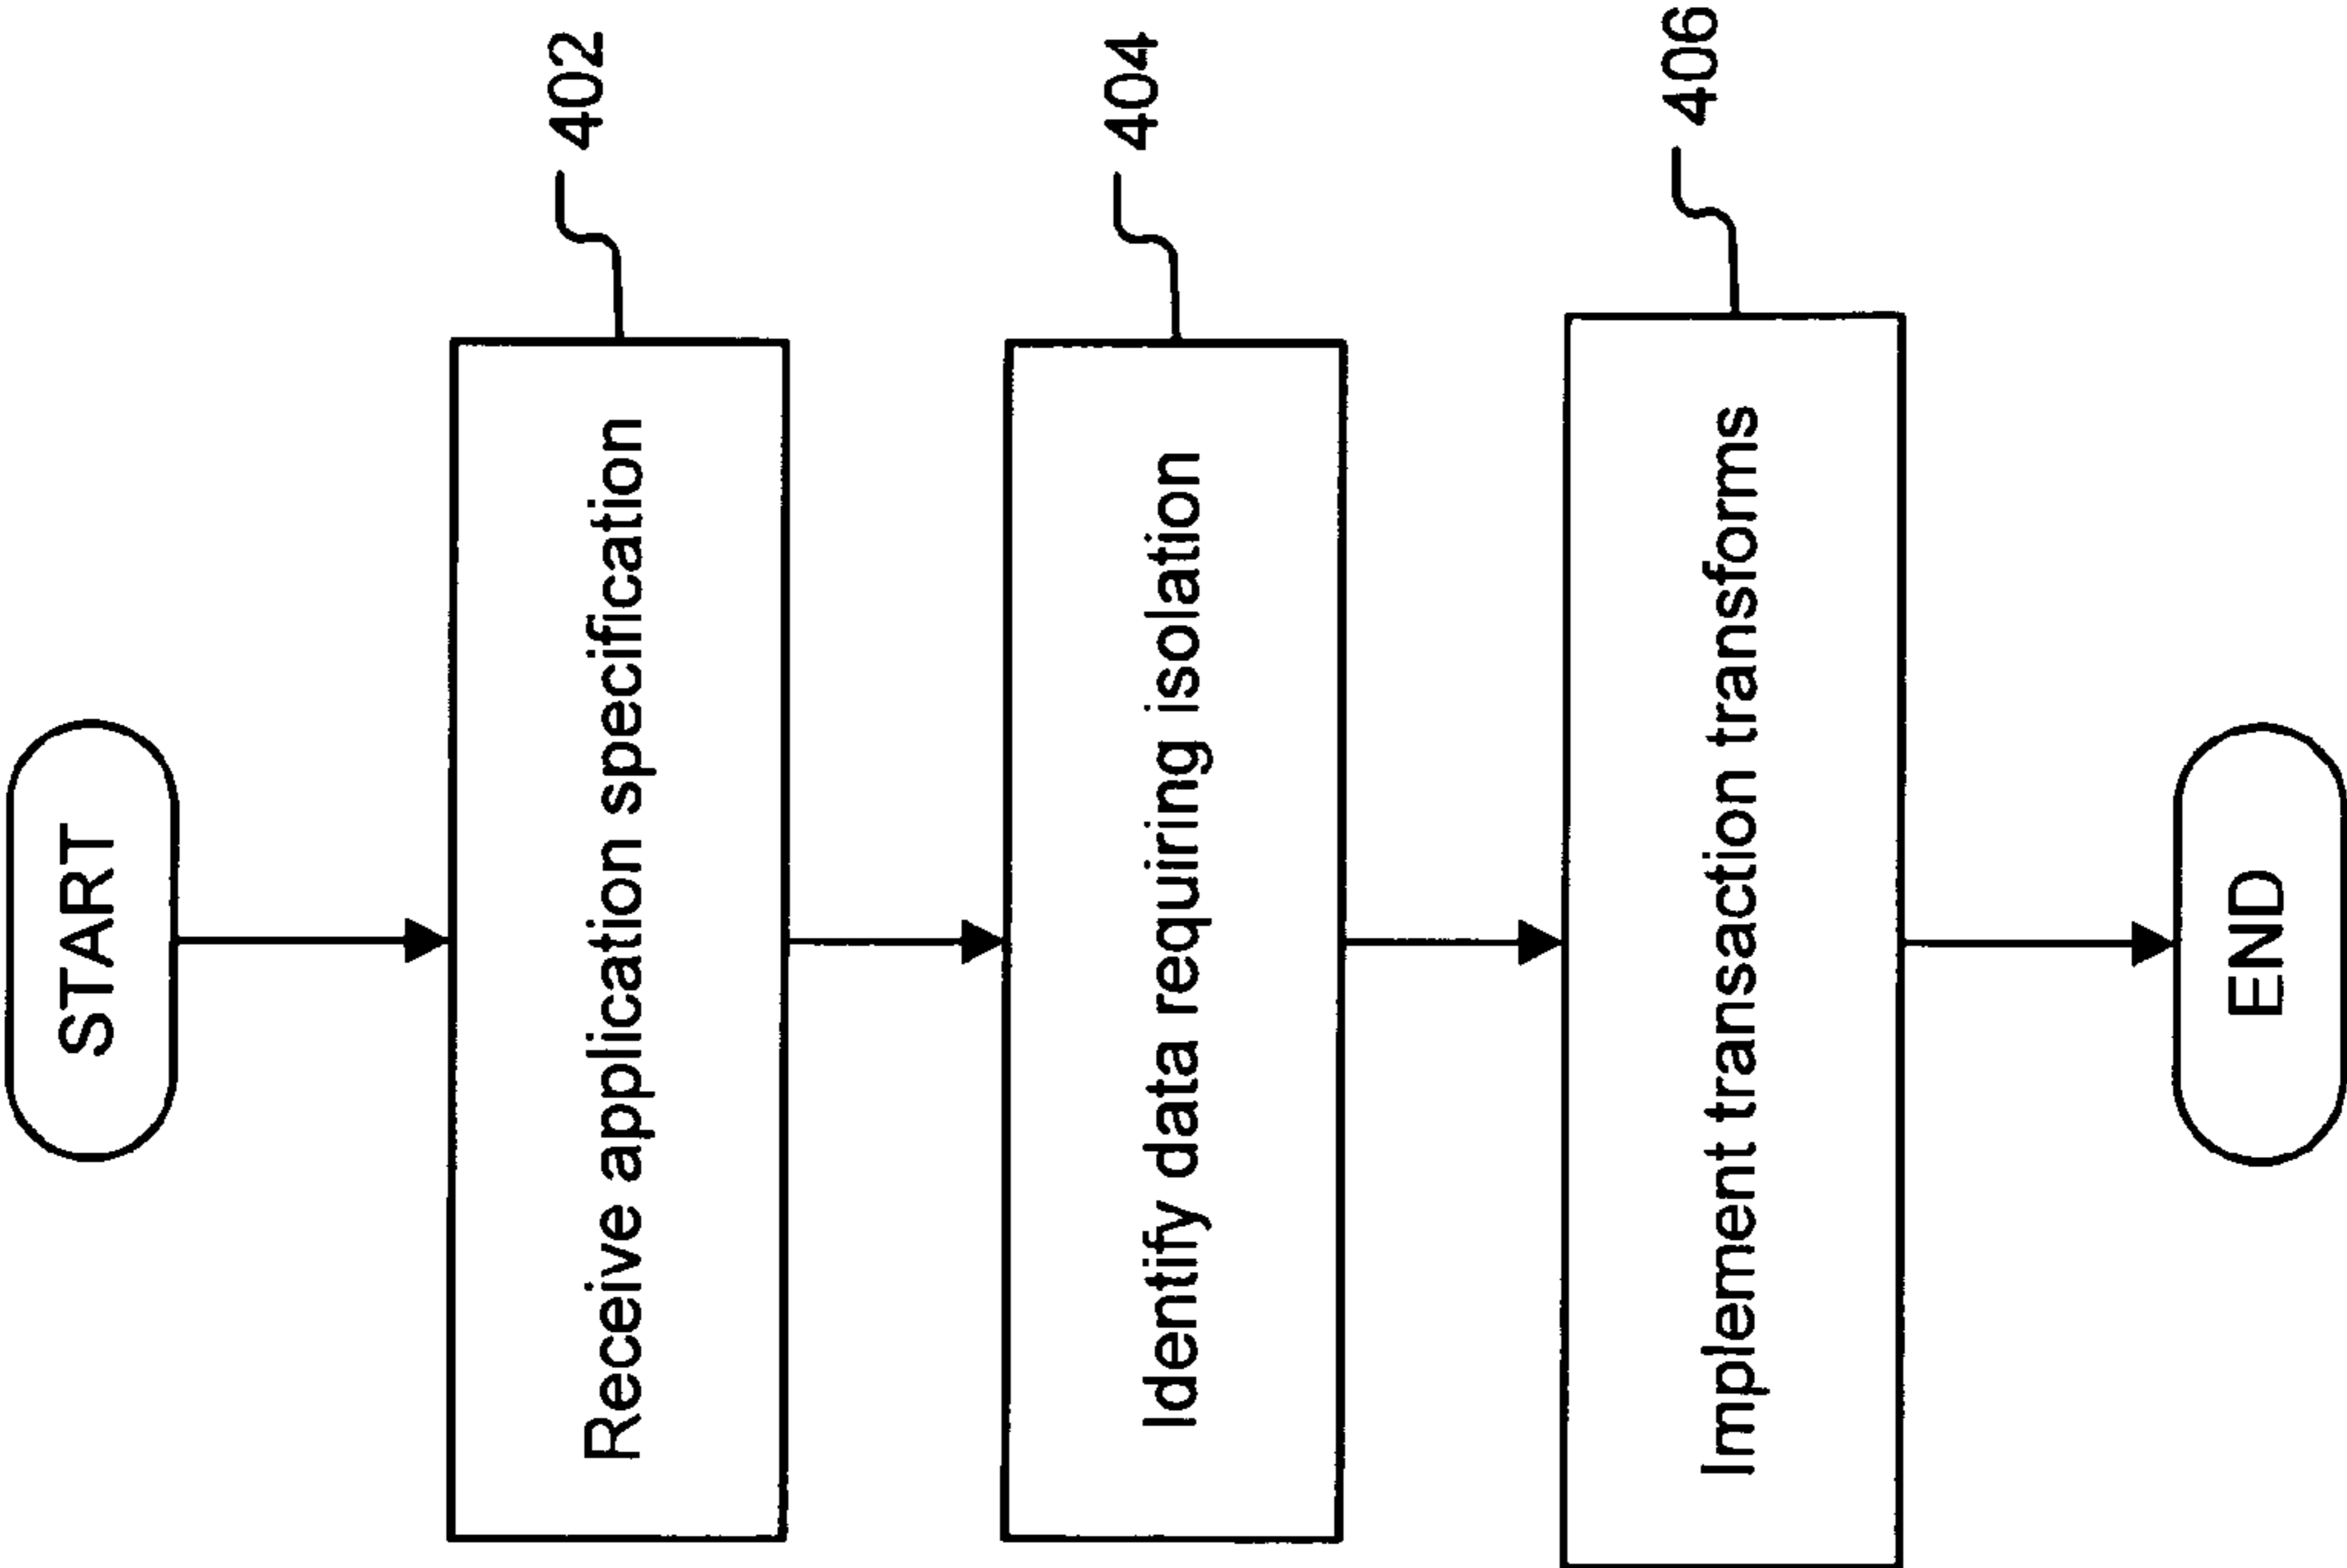 START
Receive application specification
402
Identify data requiring isolation
404
Implement transaction transforms
406
END